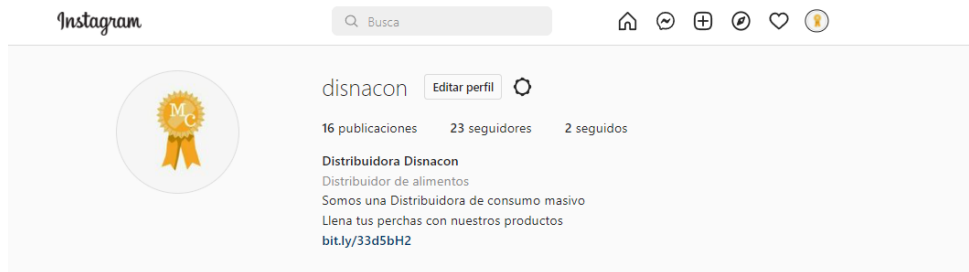 Instagram
Busca
MC
disnacon Editar perfil
16 publicaciones 23 seguidores 2 seguidos
Distribuidora Disnacon
Distribuidor de alimentos
Somos una Distribuidora de consumo masivo
Llena tus perchas con nuestros productos
bit.ly/33d5bH2